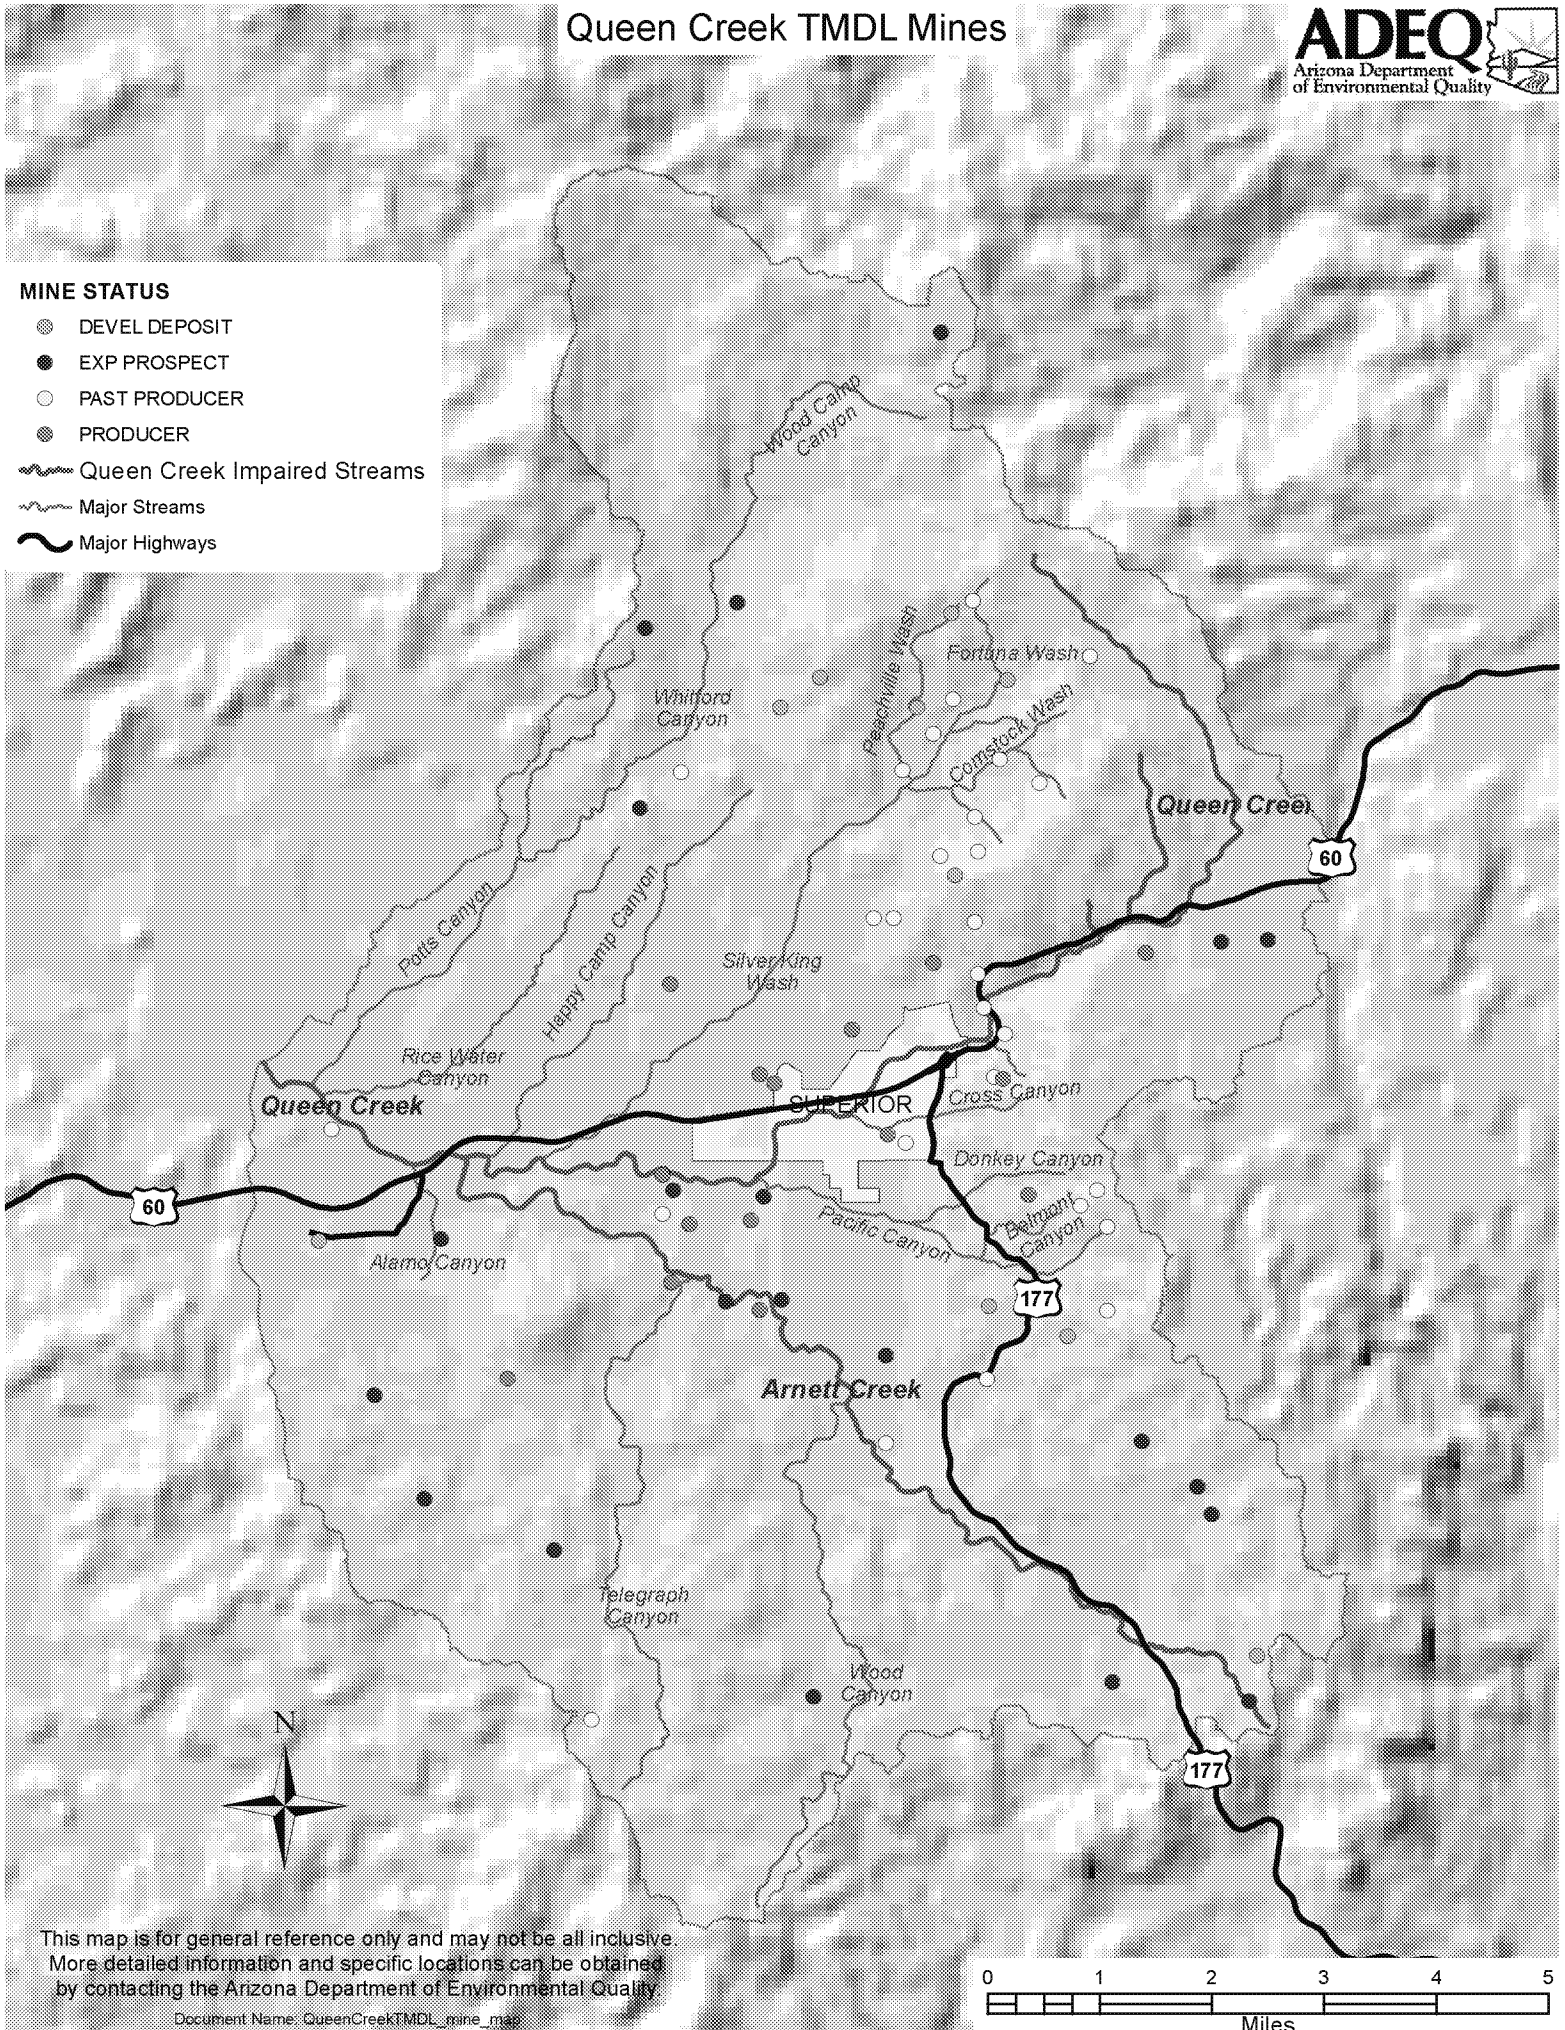 Queen Creek TMDL Mines
ADEQ
Arizona Department
of Environmental Quality
MINE STATUS
DEVEL DEPOSIT
EXP PROSPECT
PAST PRODUCER
PRODUCER
Queen Creek Impaired Streams
Major Streams
Major Highways
Wood Camp
Canyon
Peachville Wash
Fortuna Wash
Whitford
Canyon
Comstock Wash
Queen Cree
60
Potts Canyon
Happy Camp Canyon
Silver King
Wash
Rice Water
Canyon
Queen Creek
SUPERIOR
Cross Canyon
Donkey Canyon
60
Pacific Canyon
Belmont
Canyon
Alamo Canyon
177
Arnett Creek
Telegraph
Canyon
Wood
Canyon
N
177
This map is for general reference only and may not be all inclusive.
More detailed information and specific locations can be obtained
by contacting the Arizona Department of Environmental Quality.
Document Name: QueenCreekTMDL_mine_map
0 1 2 3 4 5
Miles